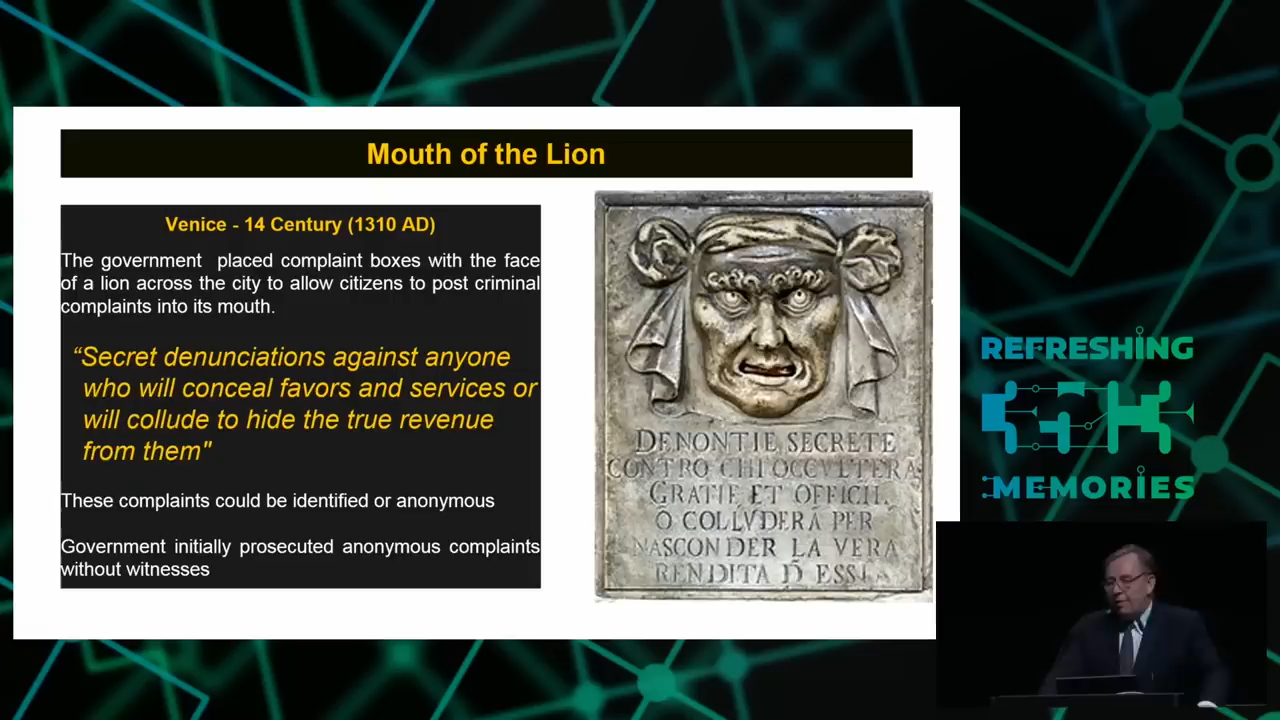 Mouth of the Lion
Venice - 14 Century (1310 AD)
The government placed complaint boxes with the face
of a lion across the city to allow citizens to post criminal
complaints into its mouth.
“Secret denunciations against anyone
who will conceal favors and services or
will collude to hide the true revenue
from them"
These complaints could be identified or anonymous
Government initially prosecuted anonymous complaints
without witnesses
DENONTIE SECRETE
CONTRO CHI OCCVLTERA
GRATIE ET OFFICII.
Ò COLLVDERÀ PER
NASCONDER LA VERA
RENDITA D̄ ESSI
REFRESHING
MEMORIES